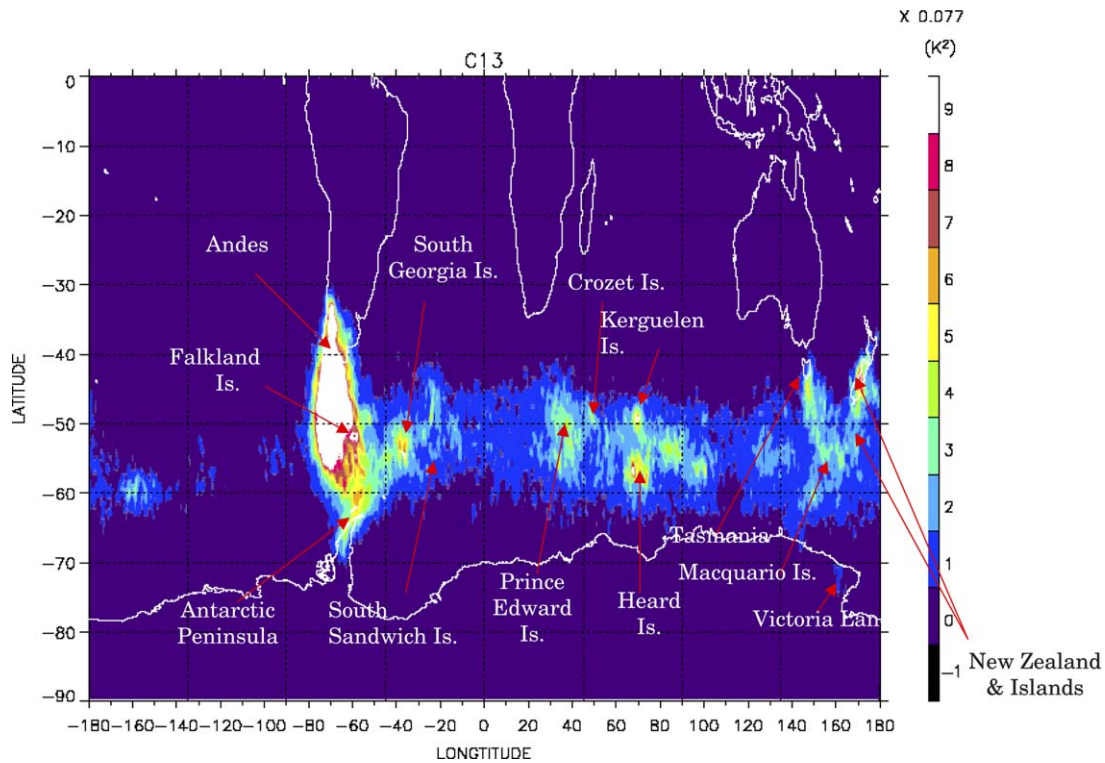 X 0.077
(K²)
C13
0
-10
-20
-30
-40
-50
-60
-70
-80
-90
LATITUDE
Andes
South
Georgia Is.
Crozet Is.
Kerguelen
Is.
Falkland
Is.
Antarctic
Peninsula
South
Sandwich Is.
Prince
Edward
Is.
Heard
Is.
Tasmania
Macquario Is.
Victoria Lan
New Zealand
& Islands
9
8
7
6
5
4
3
2
1
0
-1
-180 -140 -120 -100 -80 -60 -40 -20 0 20 40 60 80 100 120 140 160 180
LONGTITUDE